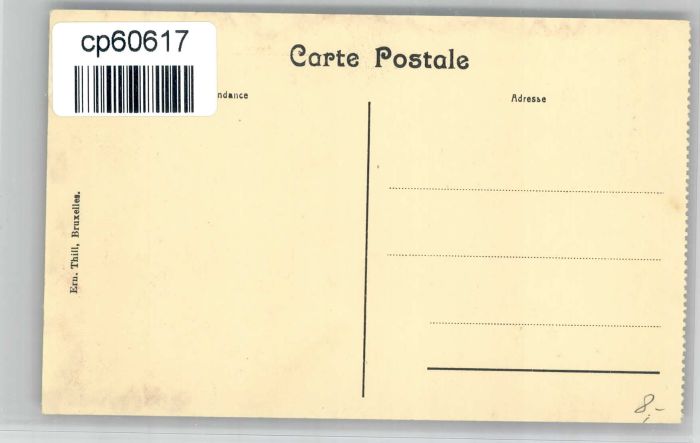 cp60617
Carte Postale
ndance
Adresse
Ern. Thill, Bruxelles.
8,-